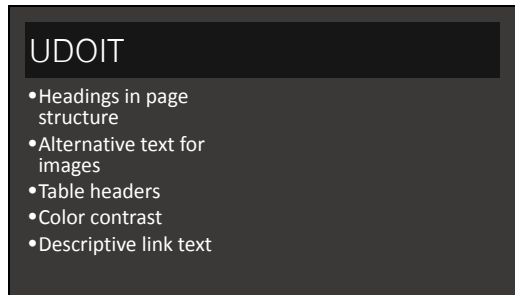 UDOIT
•Headings in page
structure
•Alternative text for
images
•Table headers
•Color contrast
•Descriptive link text